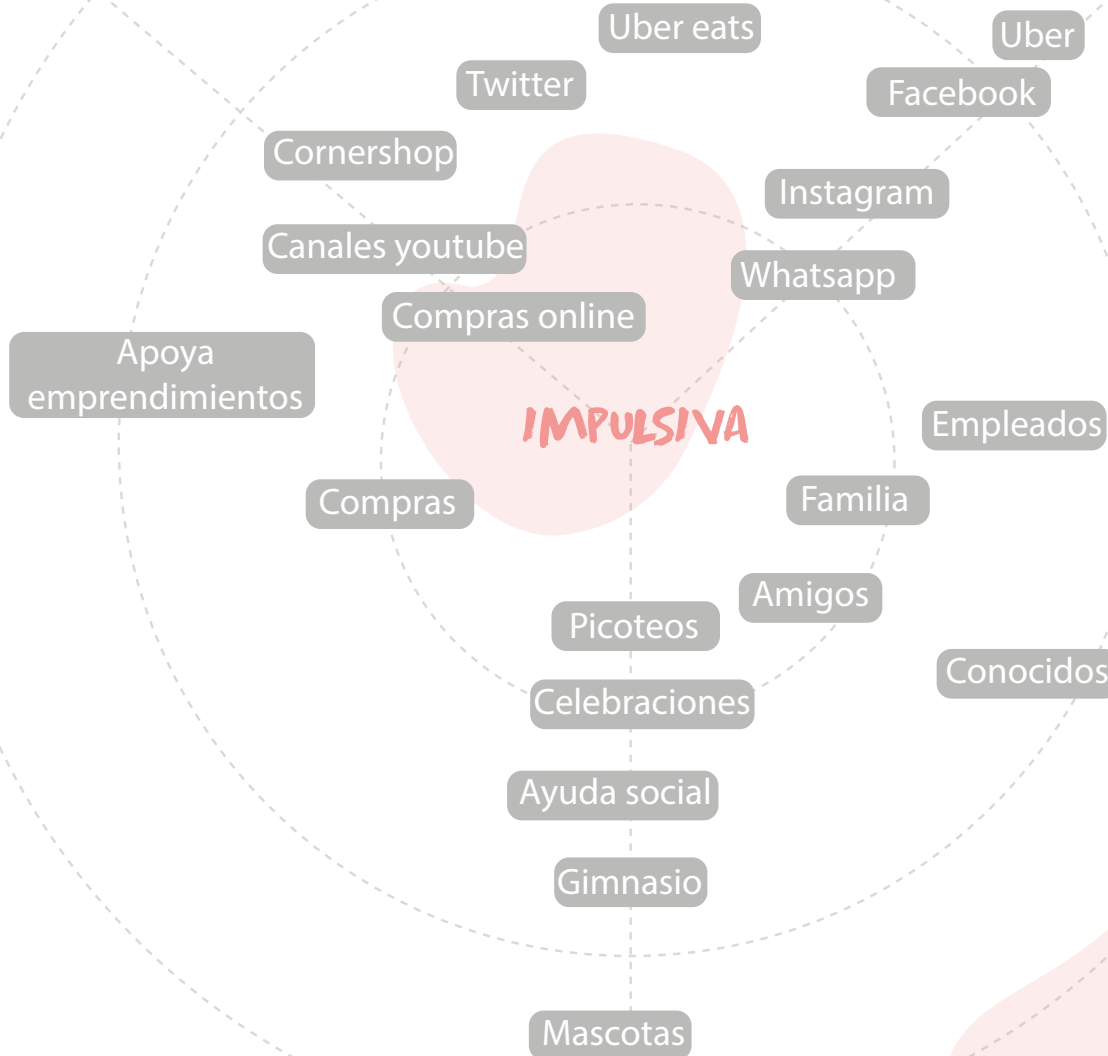 Uber eats
Uber
Twitter
Facebook
Cornershop
Instagram
Canales youtube
Whatsapp
Compras online
Apoya
emprendimientos
IMPULSIVA
Empleados
Compras
Familia
Amigos
Picoteos
Conocidos
Celebraciones
Ayuda social
Gimnasio
Mascotas